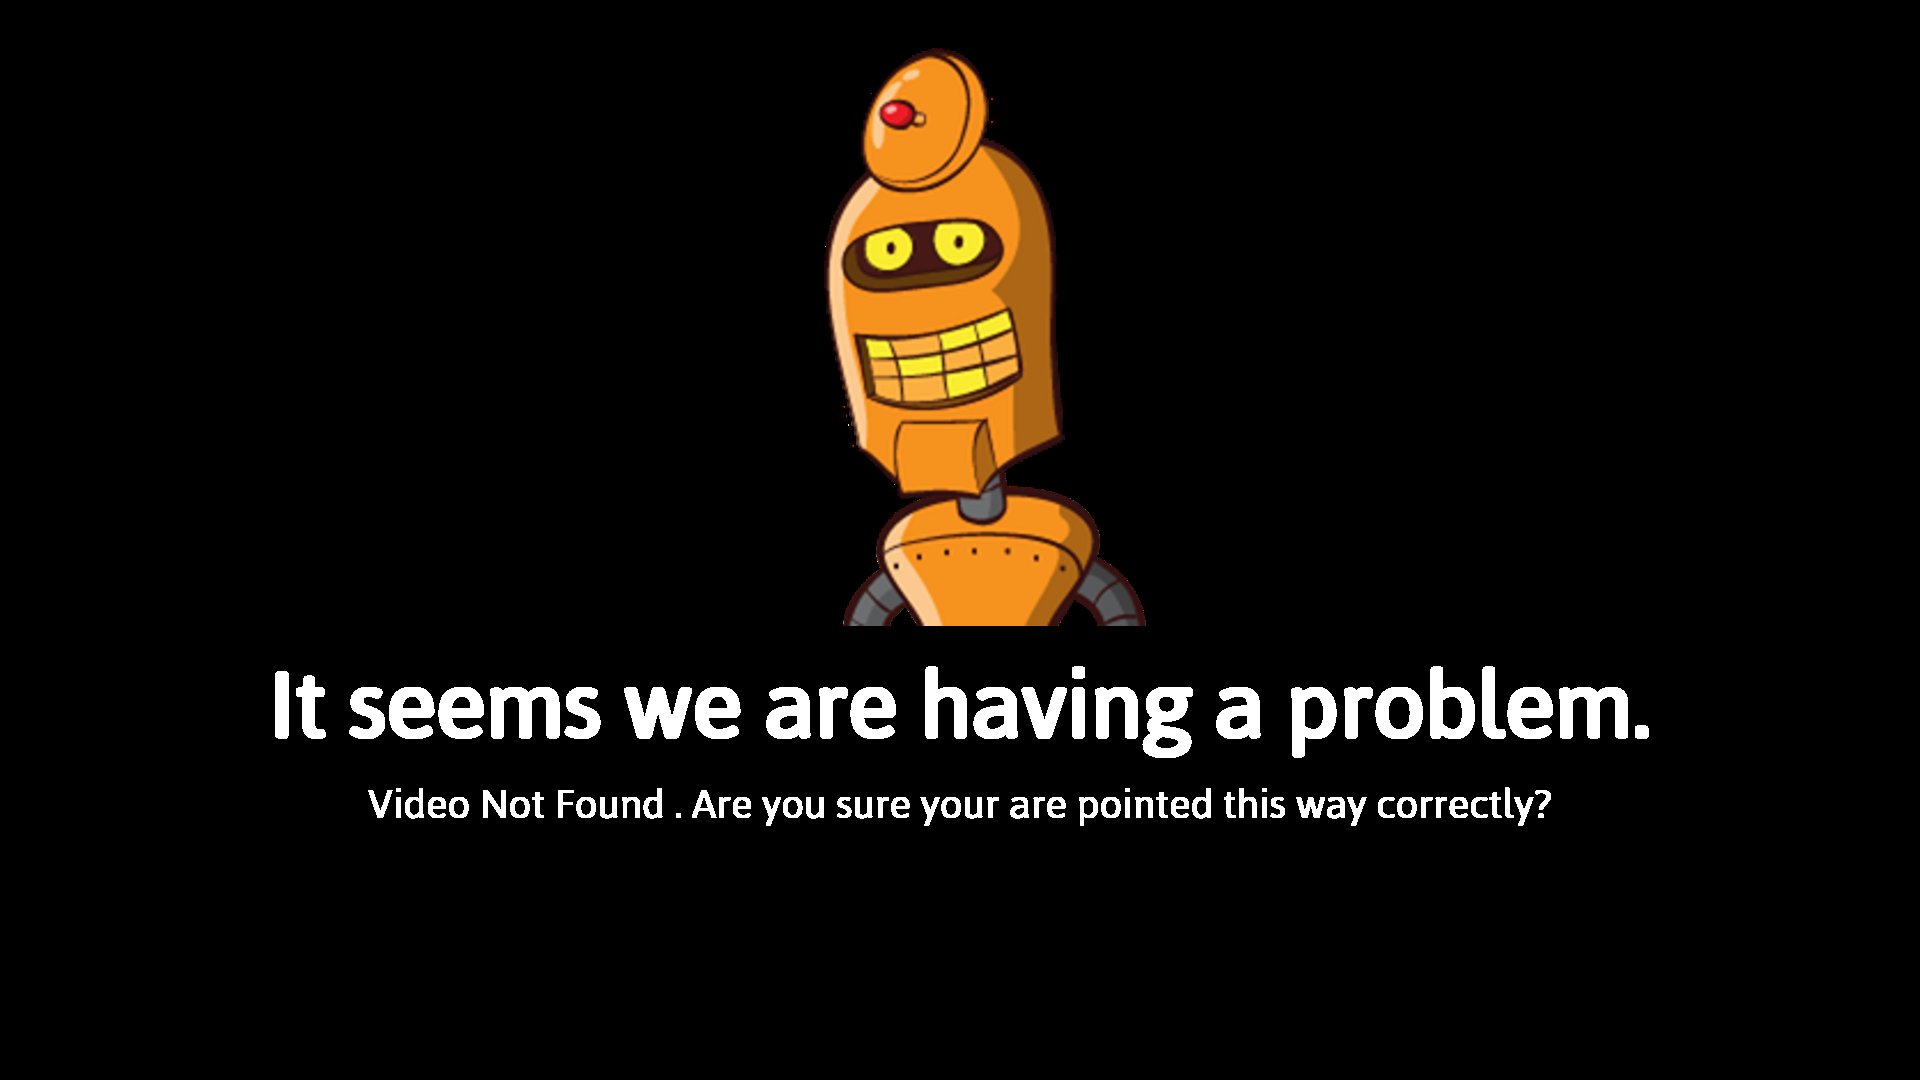 It seems we are having a problem.
Video Not Found . Are you sure your are pointed this way correctly?